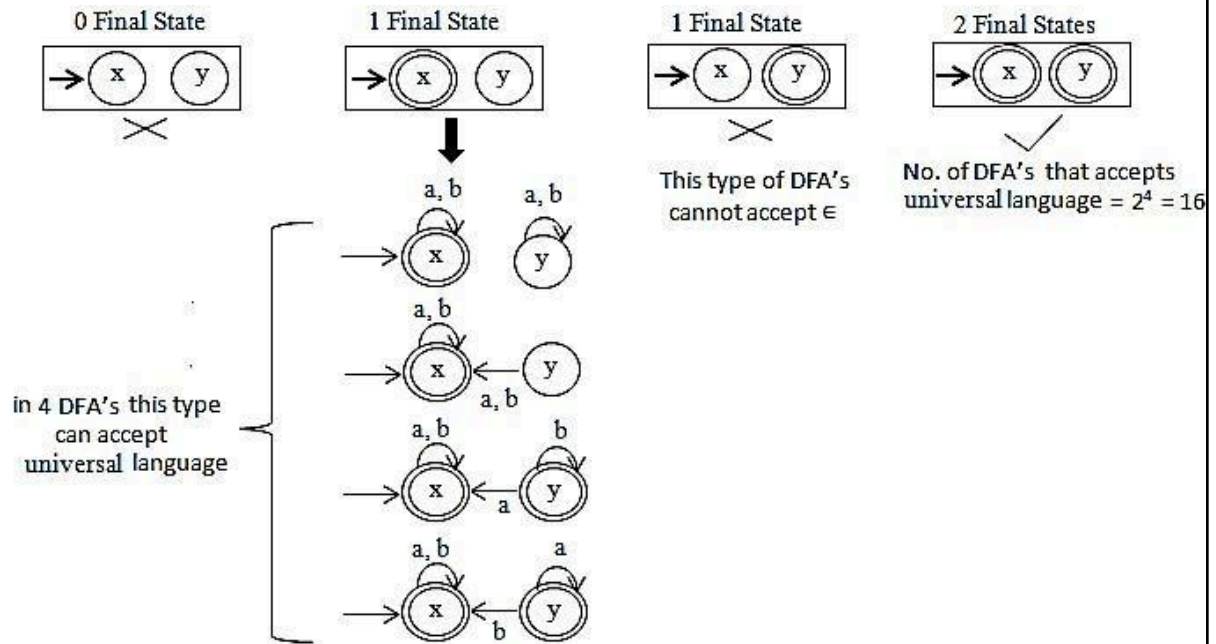 0 Final State
1 Final State
1 Final State
2 Final States
x y
x y
x y
x y
This type of DFA's
cannot accept ∈
No. of DFA's that accepts
universal language = 2⁴ = 16
a, b a, b
x y
a, b
x y
a, b
in 4 DFA's this type
can accept
universal language
a, b b
x y
a
a, b a
x y
b